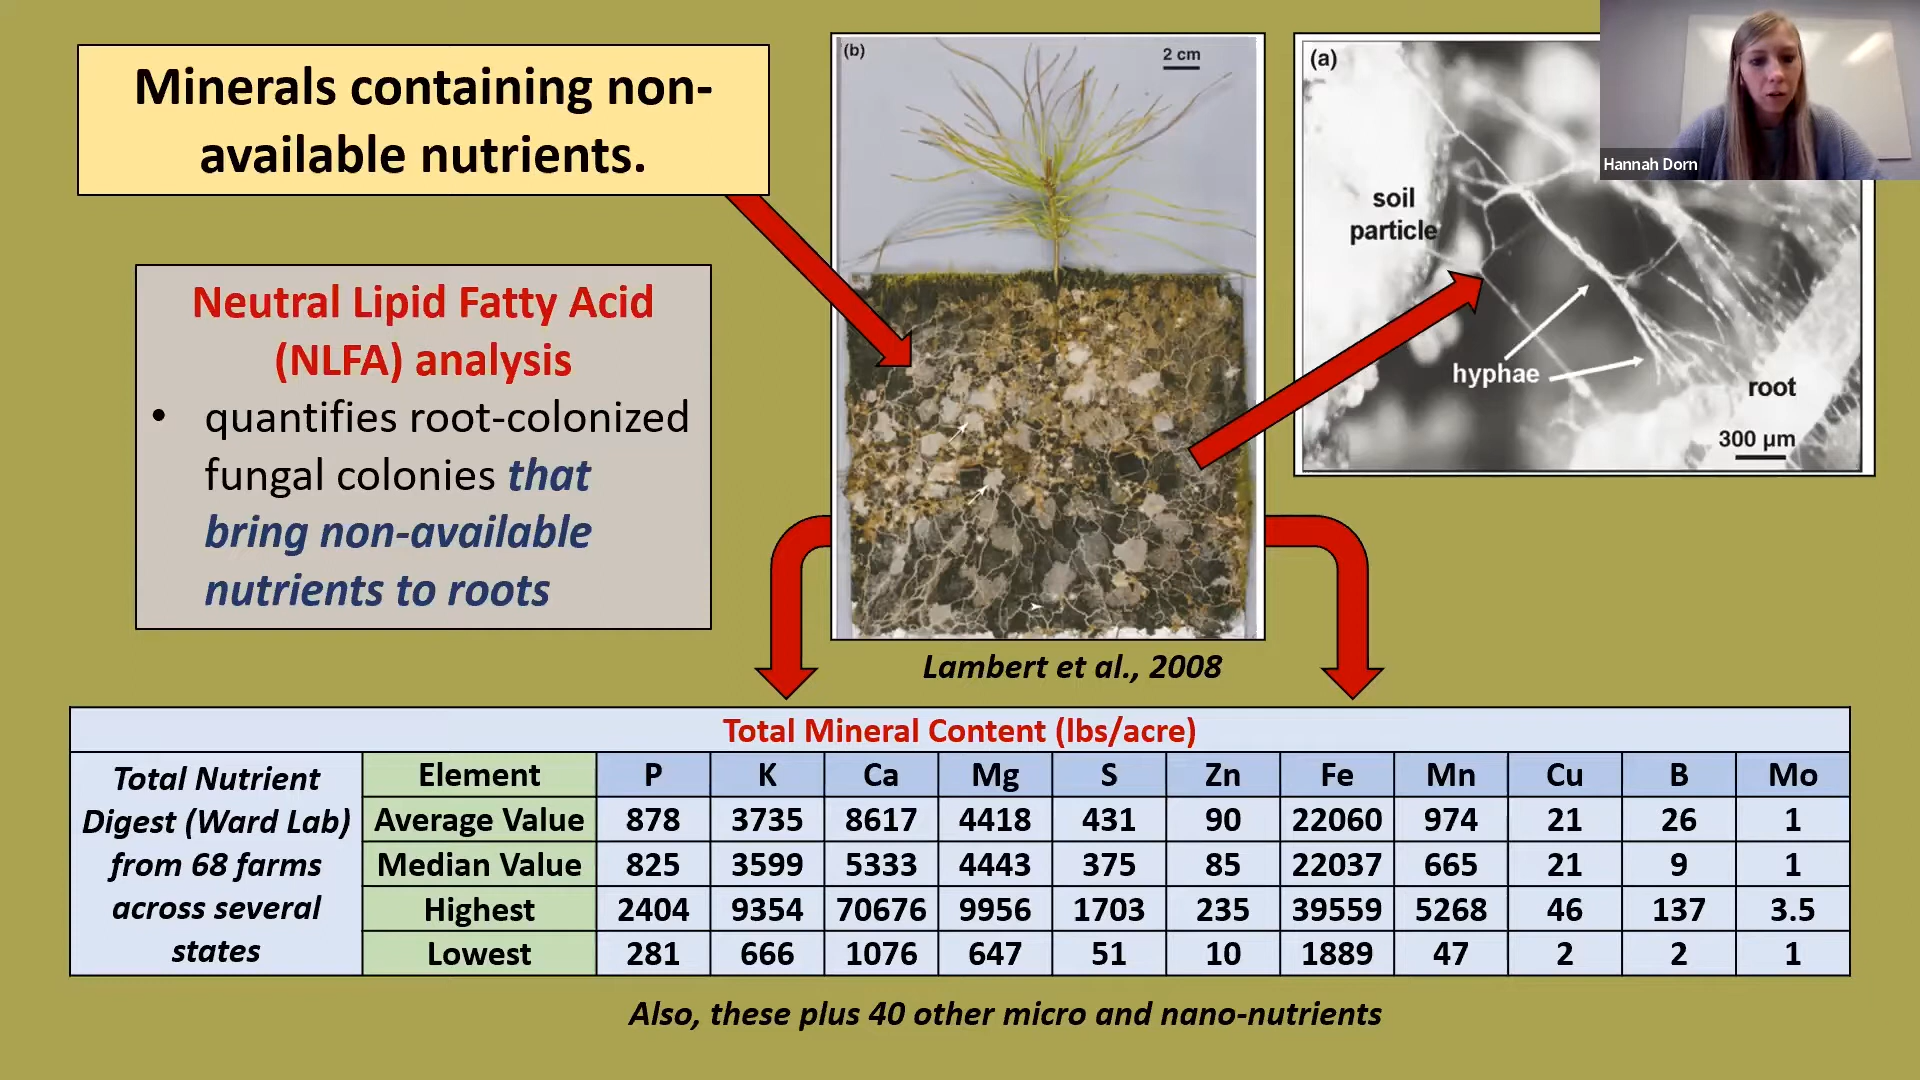 Minerals containing non-
available nutrients.
Neutral Lipid Fatty Acid
(NLFA) analysis
• quantifies root-colonized
fungal colonies that
bring non-available
nutrients to roots
(b)
2 cm
(a)
soil
particle
hyphae
root
300 µm
Hannah Dorn
Lambert et al., 2008
Total Mineral Content (lbs/acre)
Total Nutrient
Digest (Ward Lab)
from 68 farms
across several
states
Element P K Ca Mg S Zn Fe Mn Cu B Mo
Average Value 878 3735 8617 4418 431 90 22060 974 21 26 1
Median Value 825 3599 5333 4443 375 85 22037 665 21 9 1
Highest 2404 9354 70676 9956 1703 235 39559 5268 46 137 3.5
Lowest 281 666 1076 647 51 10 1889 47 2 2 1
Also, these plus 40 other micro and nano-nutrients